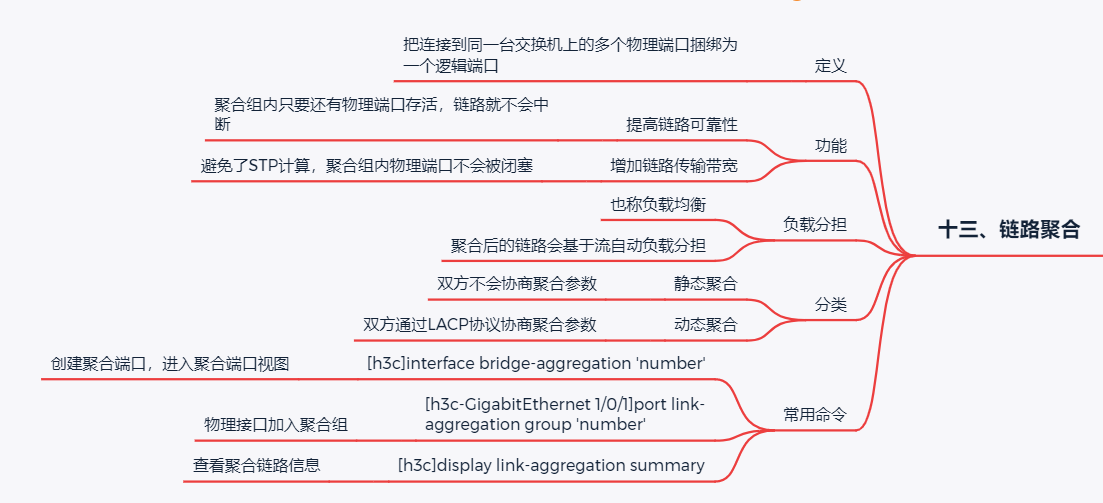 十三、链路聚合
定义
把连接到同一台交换机上的多个物理端口捆绑为
一个逻辑端口
功能
提高链路可靠性
聚合组内只要还有物理端口存活，链路就不会中
断
增加链路传输带宽
避免了STP计算，聚合组内物理端口不会被闭塞
负载分担
也称负载均衡
聚合后的链路会基于流自动负载分担
分类
静态聚合
双方不会协商聚合参数
动态聚合
双方通过LACP协议协商聚合参数
常用命令
[h3c]interface bridge-aggregation 'number'
创建聚合端口，进入聚合端口视图
[h3c-GigabitEthernet 1/0/1]port link-
aggregation group 'number'
物理接口加入聚合组
[h3c]display link-aggregation summary
查看聚合链路信息